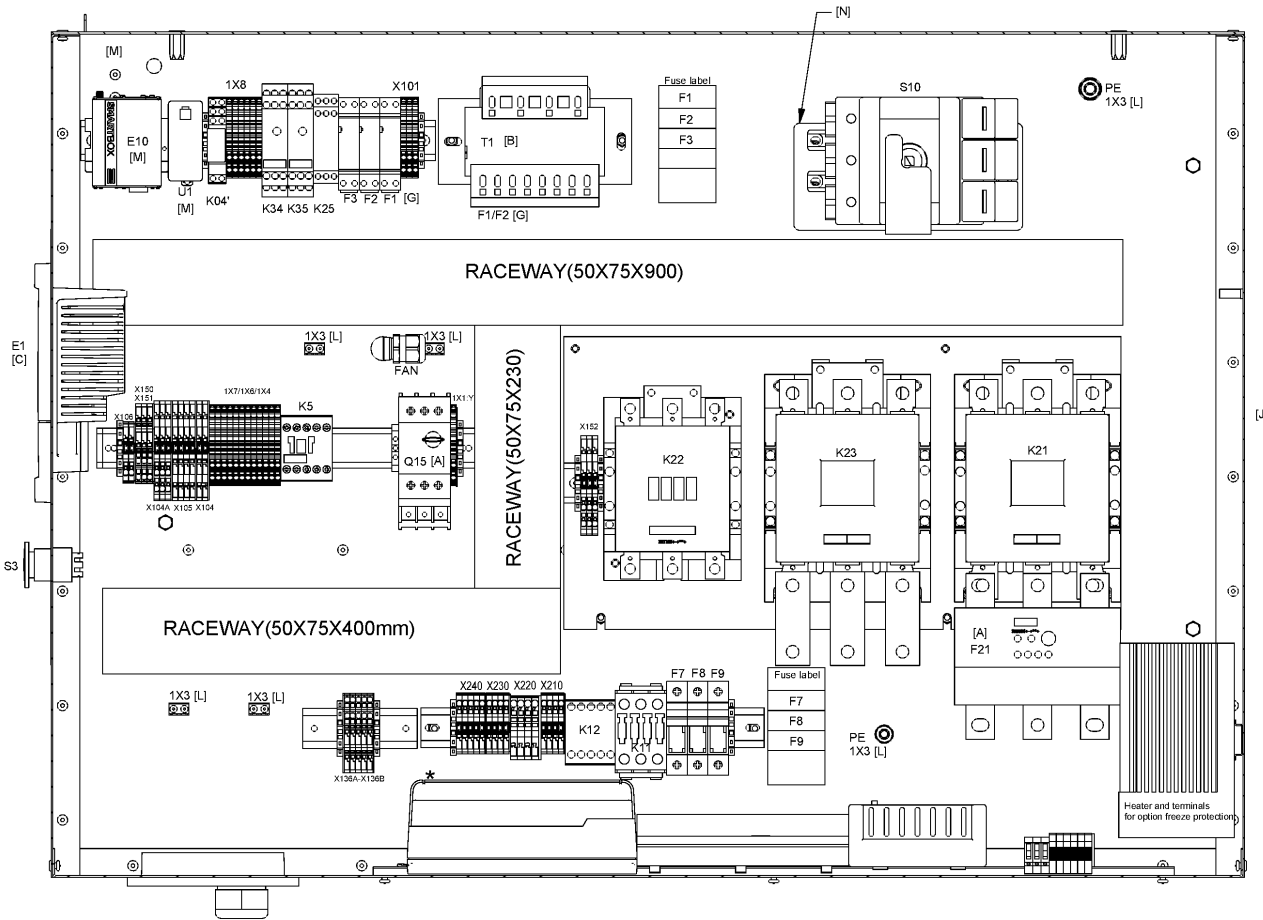 [N]
[M]
1X8
X101
Fuse label
F1
F2
F3
S10
PE
1X3 [L]
SMARTBOX
E10
[M]
U1
[M]
K04'
K34
K35
K25
F3
F2
F1
[G]
T1
[B]
F1/F2 [G]
RACEWAY(50X75X900)
E1
[C]
1X3 [L]
1X3 [L]
FAN
RACEWAY(50X75X230)
X150
X151
X106
1X7/1X6/1X4
K5
1X1:Y
Q15 [A]
X104A
X105
X104
X152
K22
K23
K21
S3
RACEWAY(50X75X400mm)
[A]
F21
1X3 [L]
1X3 [L]
X240
X230
X220
X210
K12
K11
F7
F8
F9
Fuse label
F7
F8
F9
PE
1X3 [L]
X136A-X136B
*
Heater and terminals
for option freeze protection